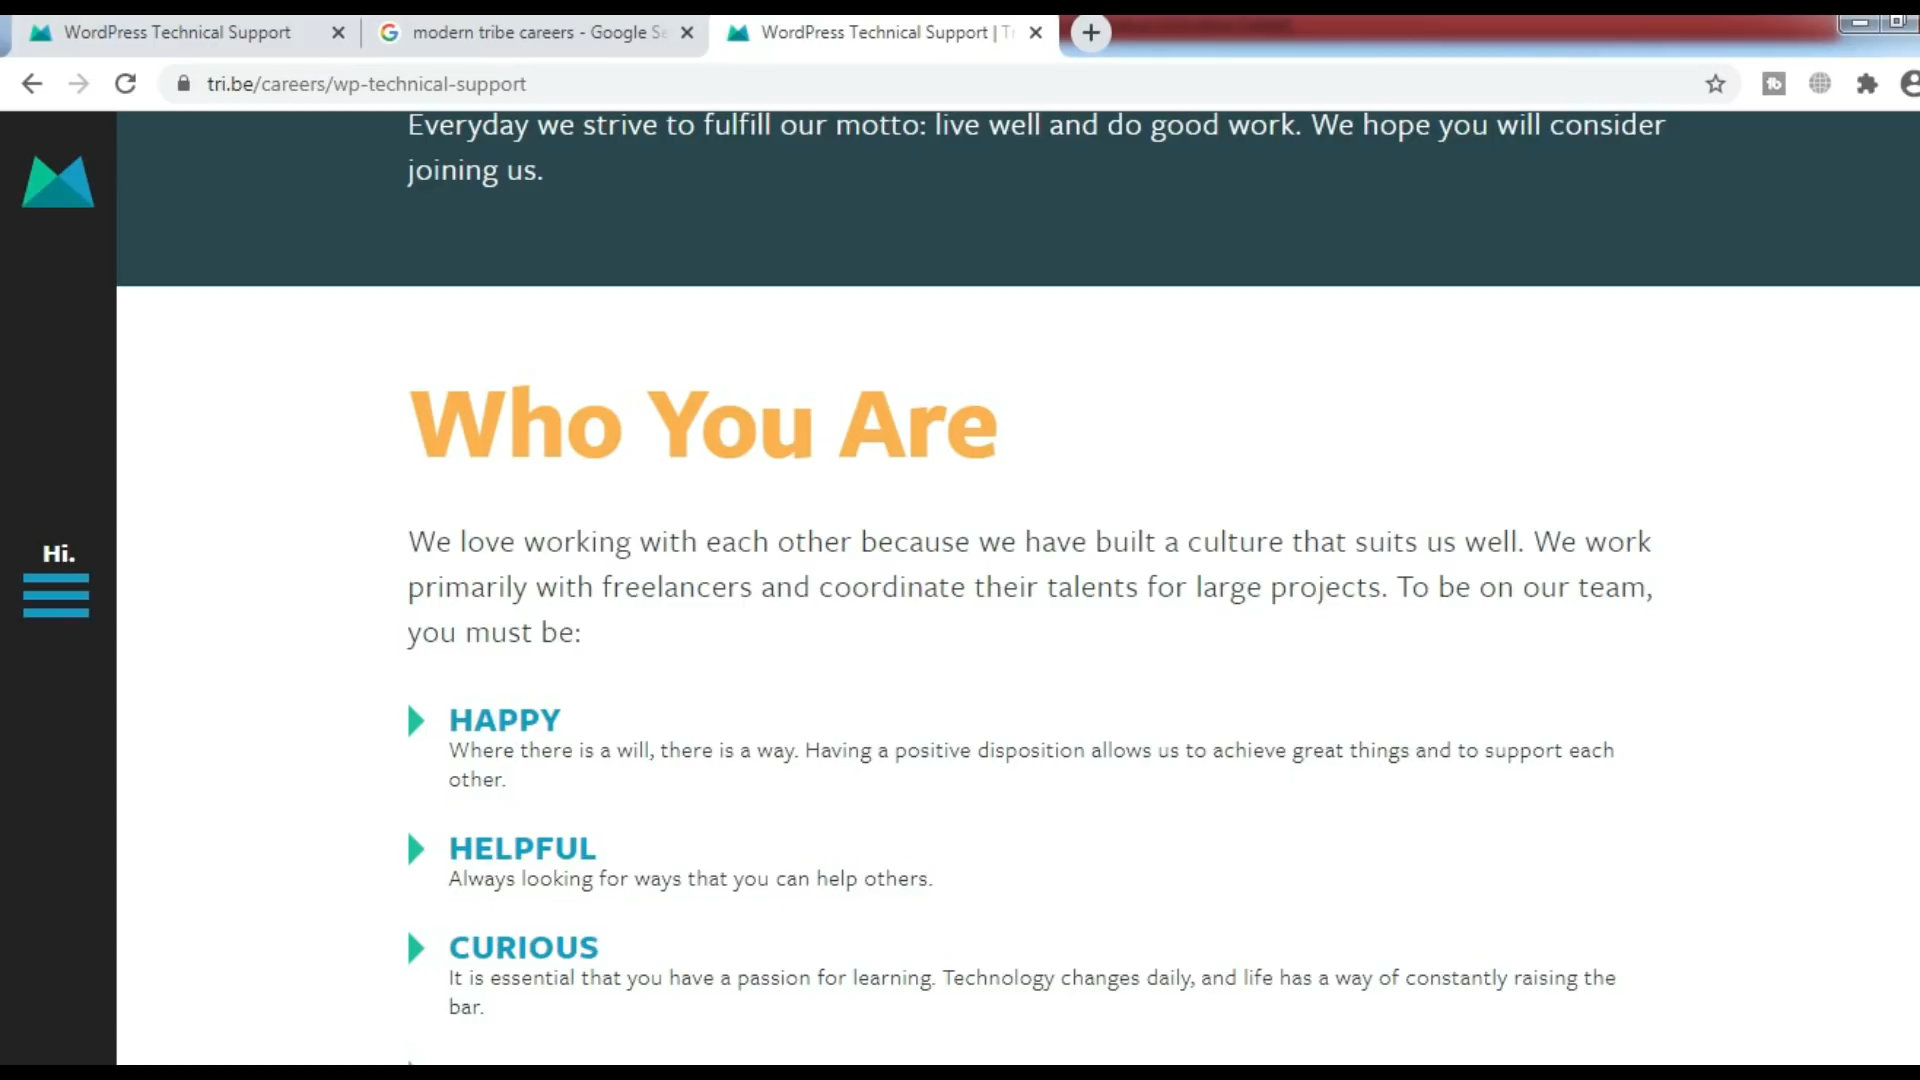 WordPress Technical Support
modern tribe careers - Google Se
WordPress Technical Support | Tr
tri.be/careers/wp-technical-support
Everyday we strive to fulfill our motto: live well and do good work. We hope you will consider
joining us.
Who You Are
We love working with each other because we have built a culture that suits us well. We work
primarily with freelancers and coordinate their talents for large projects. To be on our team,
you must be:
Hi.
HAPPY
Where there is a will, there is a way. Having a positive disposition allows us to achieve great things and to support each
other.
HELPFUL
Always looking for ways that you can help others.
CURIOUS
It is essential that you have a passion for learning. Technology changes daily, and life has a way of constantly raising the
bar.